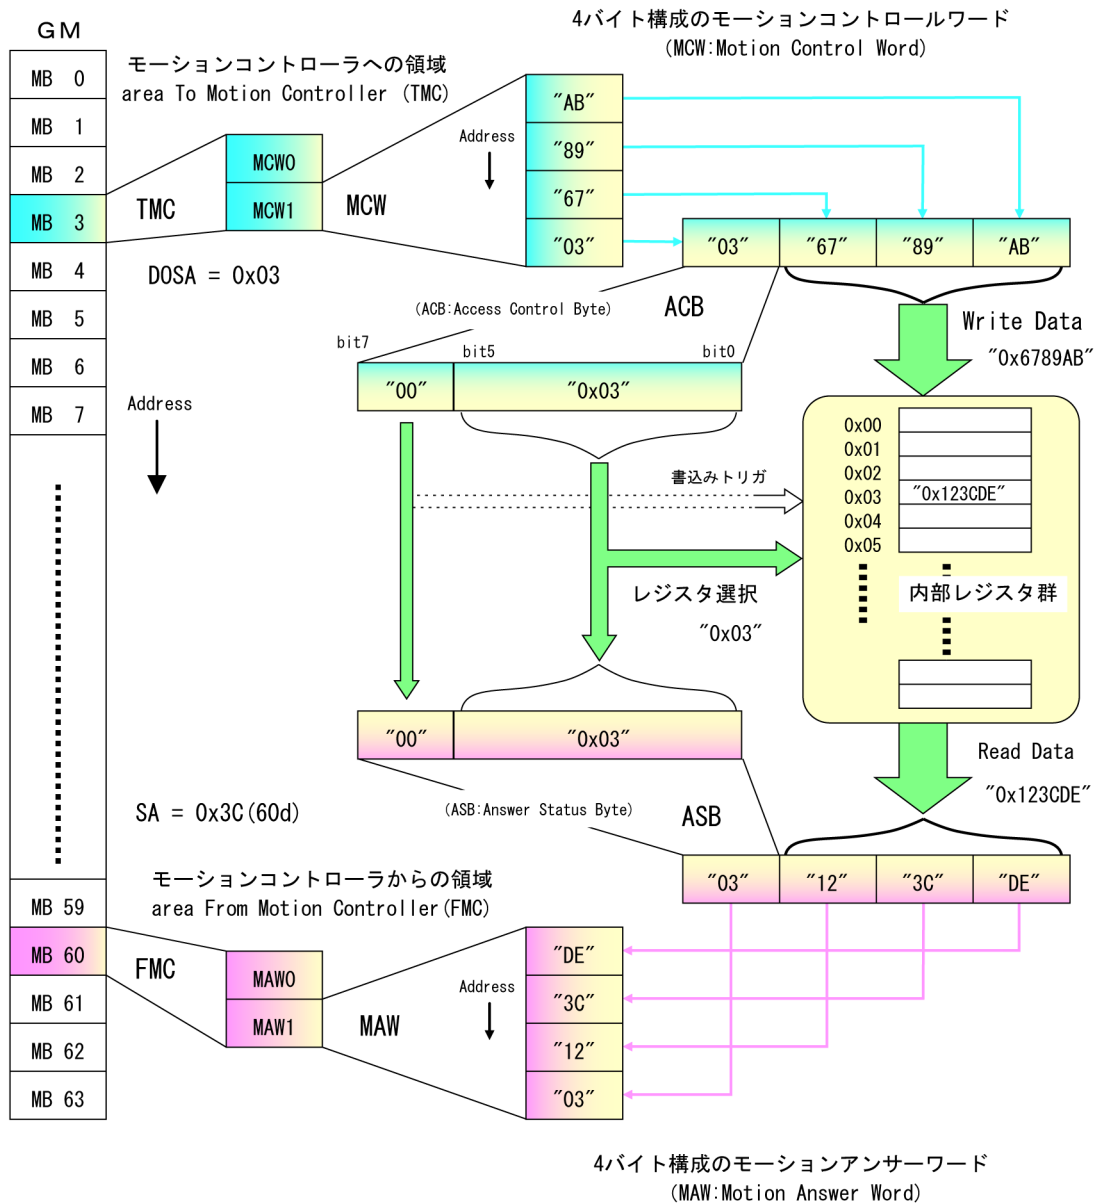 GM
MB 0
MB 1
MB 2
MB 3
MB 4
MB 5
MB 6
MB 7
MB 59
MB 60
MB 61
MB 62
MB 63
Address
4バイト構成のモーションコントロールワード
(MCW:Motion Control Word)
モーションコントローラへの領域
area To Motion Controller (TMC)
MCW0
MCW1
TMC
MCW
DOSA = 0x03
Address
"AB"
"89"
"67"
"03"
"03"
"67"
"89"
"AB"
(ACB:Access Control Byte)
ACB
bit7
bit5
bit0
"00"
"0x03"
Write Data
"0x6789AB"
0x00
0x01
0x02
0x03
0x04
0x05
"0x123CDE"
内部レジスタ群
書込みトリガ
レジスタ選択
"0x03"
"00"
"0x03"
(ASB:Answer Status Byte)
ASB
Read Data
"0x123CDE"
"03"
"12"
"3C"
"DE"
SA = 0x3C(60d)
モーションコントローラからの領域
area From Motion Controller(FMC)
FMC
MAW0
MAW1
MAW
Address
"DE"
"3C"
"12"
"03"
4バイト構成のモーションアンサーワード
(MAW:Motion Answer Word)